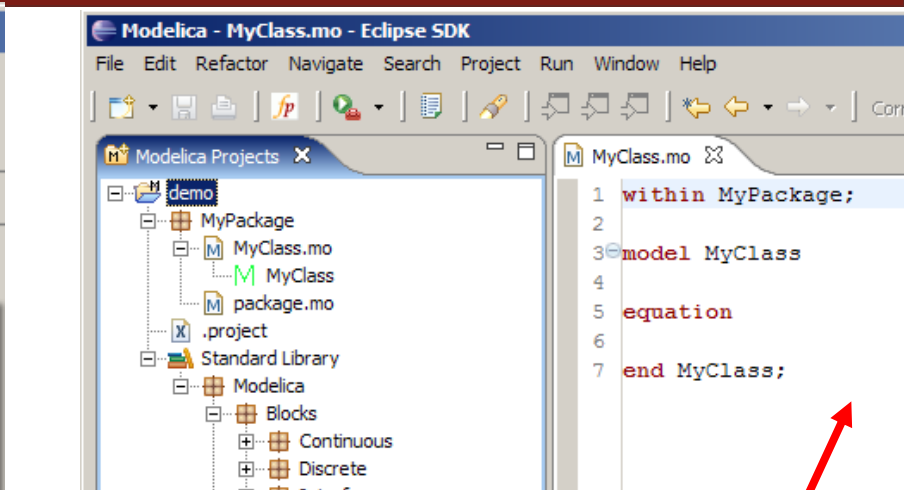 Modelica - MyClass.mo - Eclipse SDK
File Edit Refactor Navigate Search Project Run Window Help
Modelica Projects
demo
MyPackage
MyClass.mo
MyClass
package.mo
.project
Standard Library
Modelica
Blocks
Continuous
Discrete
MyClass.mo
1 within MyPackage;
2
3 model MyClass
4
5 equation
6
7 end MyClass;